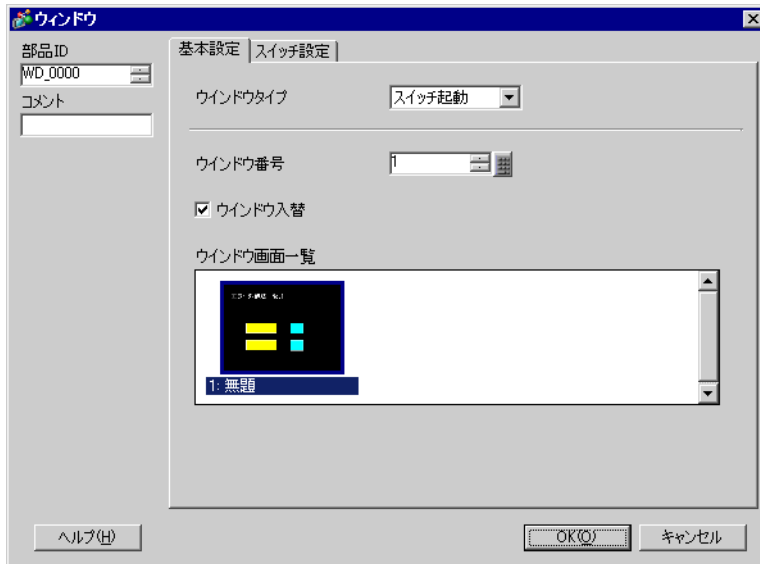 ウィンドウ
部品ID
WD_0000
コメント
基本設定
スイッチ設定
ウインドウタイプ
スイッチ起動
ウインドウ番号
1
ウインドウ入替
ウインドウ画面一覧
1: 無題
ヘルプ(H)
OK(O)
キャンセル